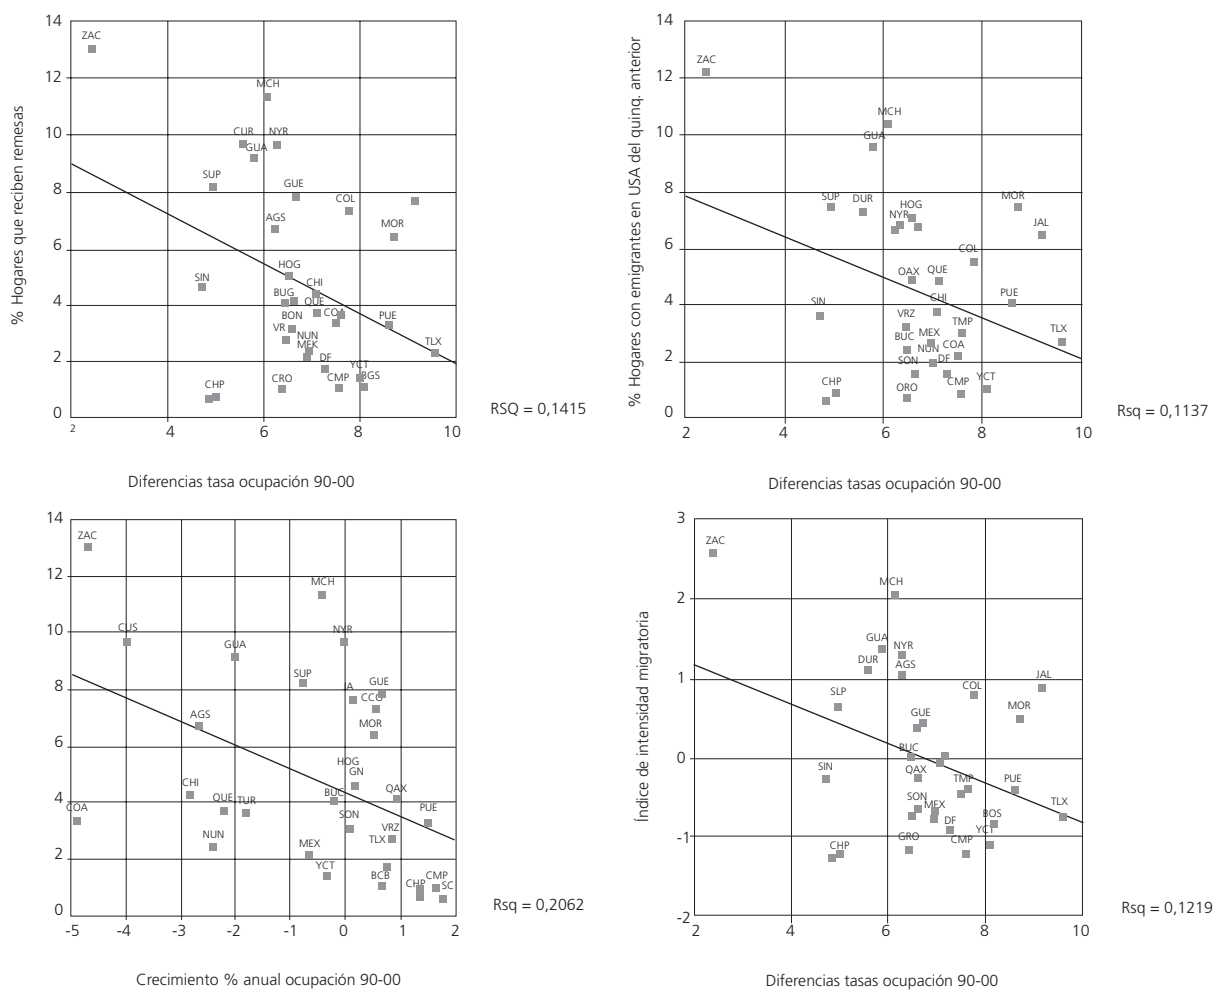 14
12
10
8
6
4
2
0
% Hogares que reciben remesas
ZAC
MCH
CUR
NYR
GUA
SUP
GUE
COL
AGS
MOR
HOG
SIN
CHI
BUG
QUE
BON
COA
PUE
VR
NUN
MEK
TLX
DF
YCT
BGS
CRO
CMP
CHP
2
4
6
8
10
Diferencias tasa ocupación 90-00
RSQ = 0,1415
14
12
10
8
6
4
2
0
% Hogares con emigrantes en USA del quinq. anterior
ZAC
MCH
GUA
SUP
DUR
HOG
NYR
MOR
JAL
COL
OAX
QUE
CHI
PUE
SIN
VRZ
TMP
BUC
MEX
COA
TLX
NUN
SON
DF
YCT
CHP
ORO
CMP
2
4
6
8
10
Diferencias tasas ocupación 90-00
Rsq = 0,1137
14
12
10
8
6
4
2
0
ZAC
MCH
CUS
NYR
GUA
SUP
GUE
JA
CCO
AGS
MOR
HOG
GN
CHI
BUC
QAX
COA
QUE
TUR
PUE
SON
VRZ
NUN
MEX
TLX
YCT
BCB
CHP
CMP
SC
-5
-4
-3
-2
-1
0
1
2
Crecimiento % anual ocupación 90-00
Rsq = 0,2062
3
2
1
0
-1
-2
Índice de intensidad migratoria
ZAC
MCH
GUA
NYR
DUR
AGS
SLP
COL
JAL
GUE
MOR
BUC
SIN
QAX
TMP
PUE
SON
MEX
TLX
BOS
DF
YCT
GRO
CMP
CHP
2
4
6
8
10
Diferencias tasas ocupación 90-00
Rsq = 0,1219